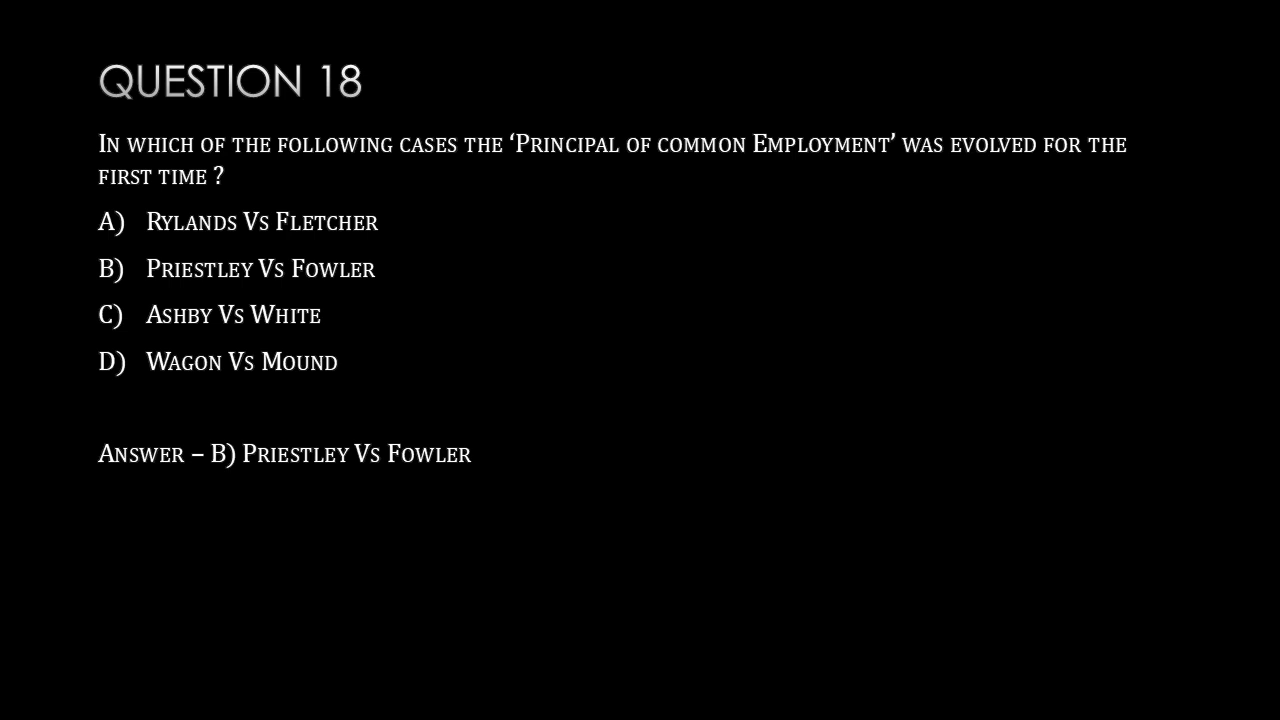 QUESTION 18
In which of the following cases the ‘Principal of common Employment’ was evolved for the
first time ?
A) Rylands Vs Fletcher
B) Priestley Vs Fowler
C) Ashby Vs White
D) Wagon Vs Mound
Answer – B) Priestley Vs Fowler